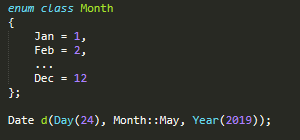 enum class Month
{
    Jan = 1,
    Feb = 2,
    ...
    Dec = 12
};
Date d(Day(24), Month::May, Year(2019));